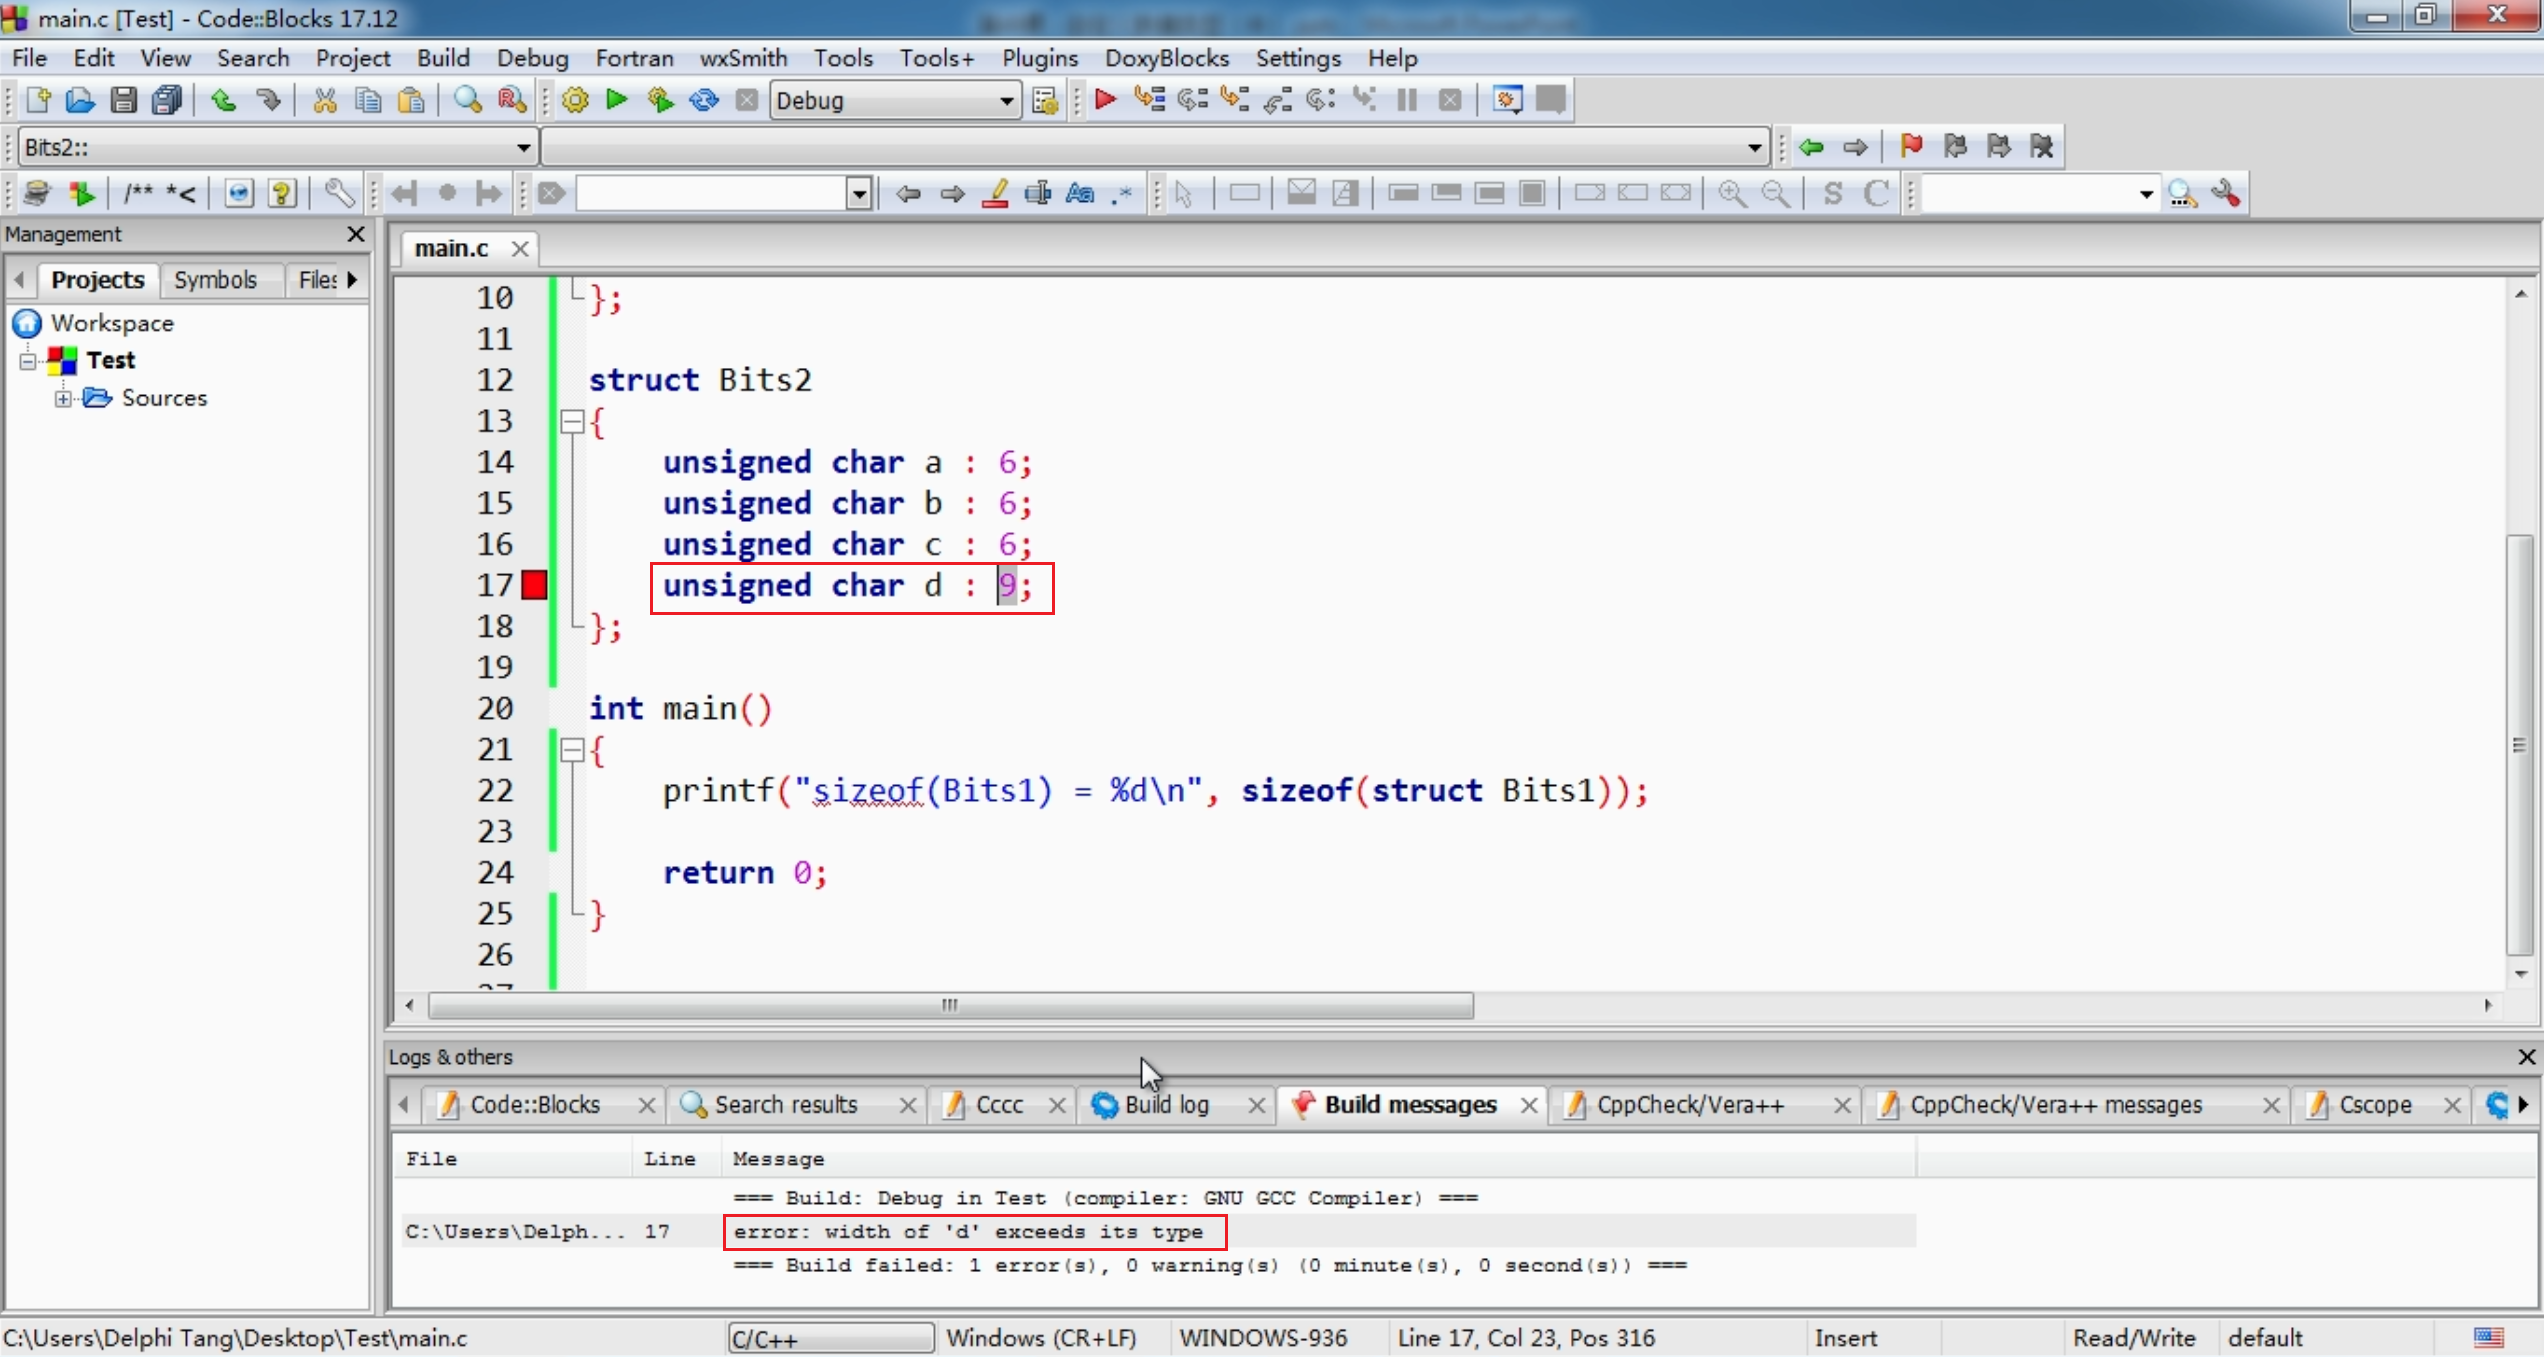 main.c [Test] - Code::Blocks 17.12
File Edit View Search Project Build Debug Fortran wxSmith Tools Tools+ Plugins DoxyBlocks Settings Help
Debug
Bits2::
/** *<
Management
Projects Symbols Files
Workspace
Test
Sources
main.c
10 };
11
12 struct Bits2
13 {
14 unsigned char a : 6;
15 unsigned char b : 6;
16 unsigned char c : 6;
17 unsigned char d : 9;
18 };
19
20 int main()
21 {
22 printf("sizeof(Bits1) = %d\n", sizeof(struct Bits1));
23
24 return 0;
25 }
26
Logs & others
Code::Blocks Search results Cccc Build log Build messages CppCheck/Vera++ CppCheck/Vera++ messages Cscope
File Line Message
=== Build: Debug in Test (compiler: GNU GCC Compiler) ===
C:\Users\Delph... 17 error: width of 'd' exceeds its type
=== Build failed: 1 error(s), 0 warning(s) (0 minute(s), 0 second(s)) ===
C:\Users\Delphi Tang\Desktop\Test\main.c C/C++ Windows (CR+LF) WINDOWS-936 Line 17, Col 23, Pos 316 Insert Read/Write default